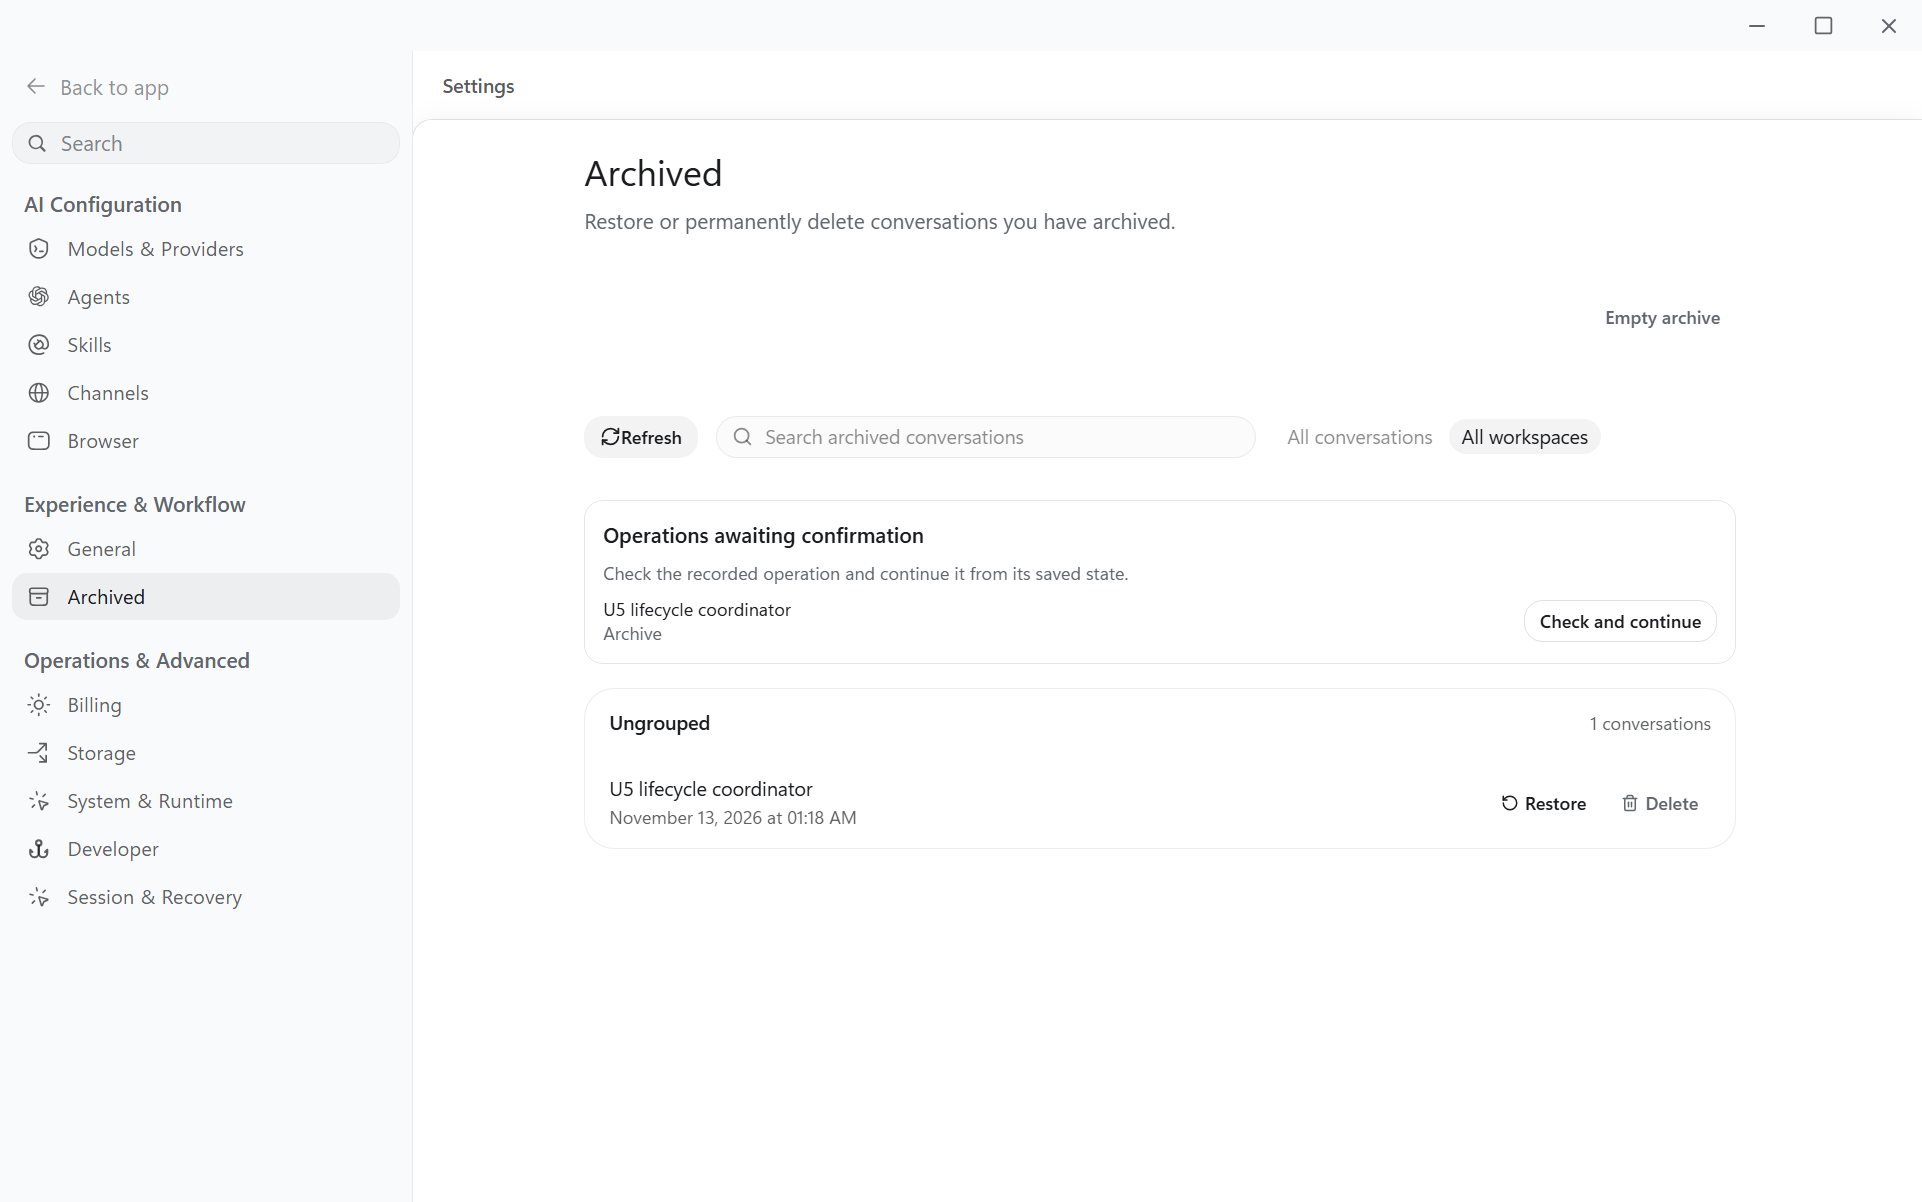 Back to app
Search
AI Configuration
Models & Providers
Agents
Skills
Channels
Browser
Experience & Workflow
General
Archived
Operations & Advanced
Billing
Storage
System & Runtime
Developer
Session & Recovery
Settings
Archived
Restore or permanently delete conversations you have archived.
Empty archive
Refresh
Search archived conversations
All conversations
All workspaces
Operations awaiting confirmation
Check the recorded operation and continue it from its saved state.
U5 lifecycle coordinator
Archive
Check and continue
Ungrouped
1 conversations
U5 lifecycle coordinator
November 13, 2026 at 01:18 AM
Restore
Delete